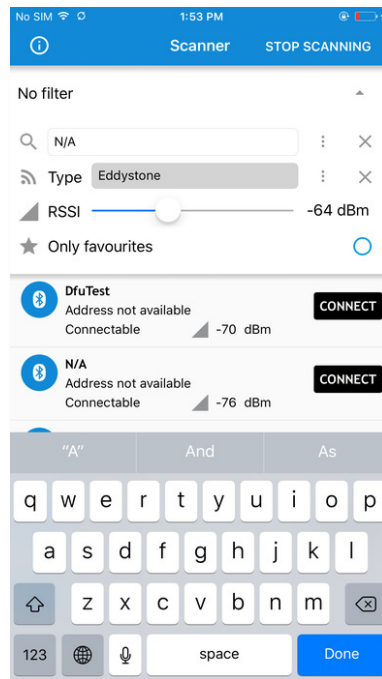 No SIM 1:53 PM
Scanner STOP SCANNING
No filter
N/A
Type Eddystone
RSSI -64 dBm
Only favourites
DfuTest
Address not available
Connectable -70 dBm
CONNECT
N/A
Address not available
Connectable -76 dBm
CONNECT
"A" And As
q w e r t y u i o p
a s d f g h j k l
z x c v b n m
123 space Done